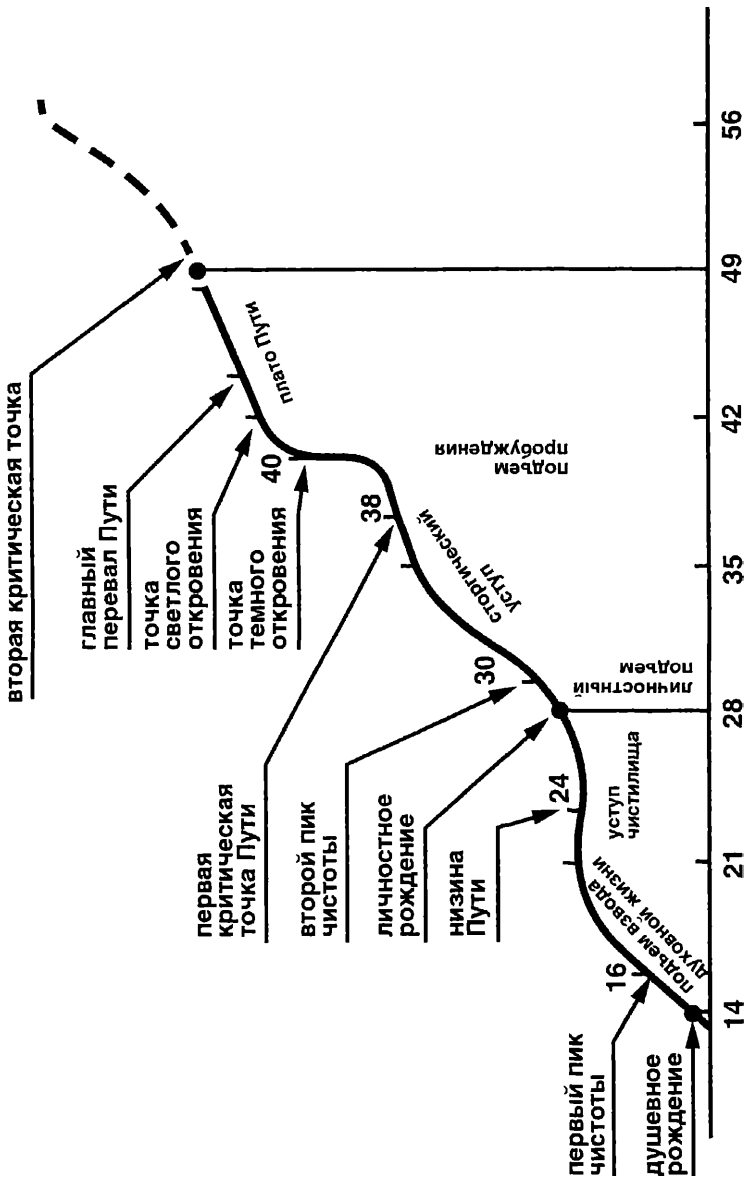 вторая критическая точка
главный
перевал Пути
точка
светлого
откровения
точка
темного
откровения
первая
критическая
точка Пути
второй пик
чистоты
личностное
рождение
низина
Пути
первый пик
чистоты
душевное
рождение
16
24
30
38
40
подъем взвода
духовной жизни
уступ
чистилища
личностный
подъем
сторгический
уступ
подъем
пробуждения
плато Пути
14
21
28
35
42
49
56